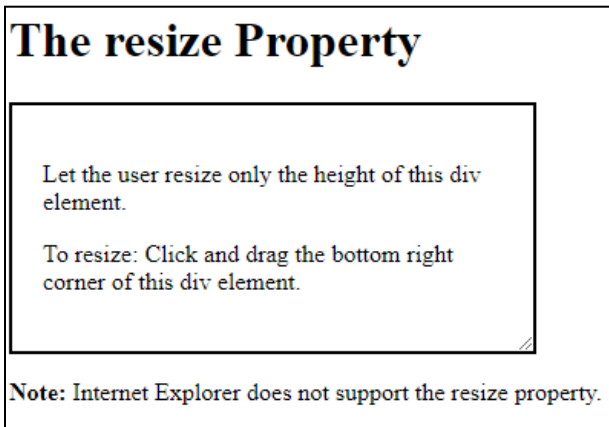 The resize Property
Let the user resize only the height of this div
element.
To resize: Click and drag the bottom right
corner of this div element.
Note: Internet Explorer does not support the resize property.